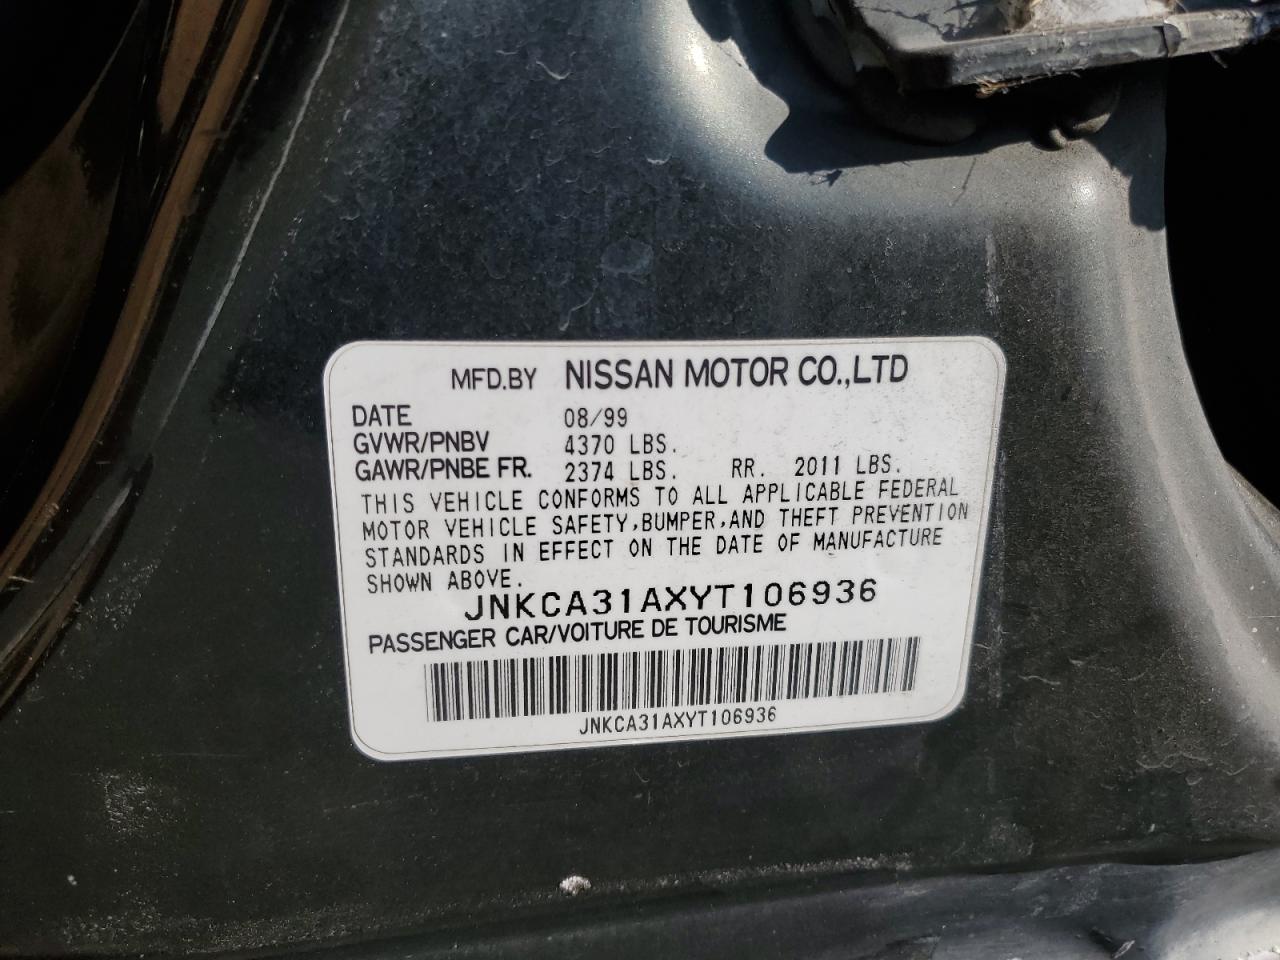 MFD.BY NISSAN MOTOR CO.,LTD
DATE 08/99
GVWR/PNBV 4370 LBS.
GAWR/PNBE FR. 2374 LBS. RR. 2011 LBS.
THIS VEHICLE CONFORMS TO ALL APPLICABLE FEDERAL
MOTOR VEHICLE SAFETY,BUMPER,AND THEFT PREVENTION
STANDARDS IN EFFECT ON THE DATE OF MANUFACTURE
SHOWN ABOVE.
JNKCA31AXYT106936
PASSENGER CAR/VOITURE DE TOURISME
JNKCA31AXYT106936